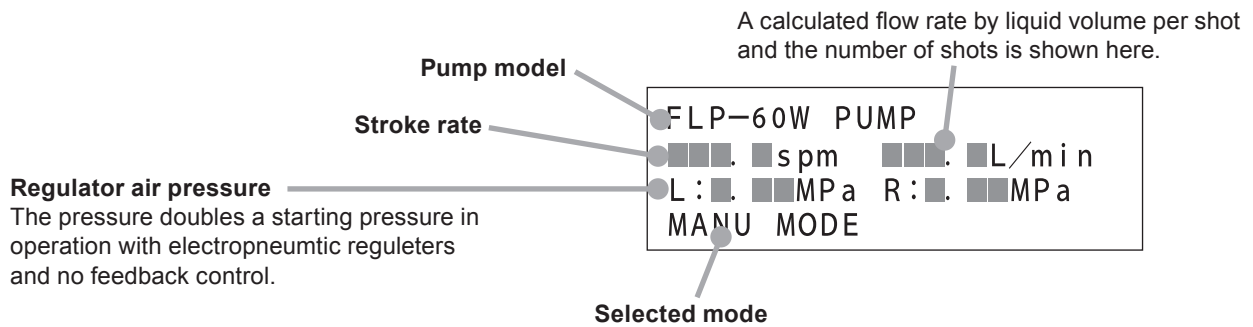 A calculated flow rate by liquid volume per shot
and the number of shots is shown here.
Pump model
Stroke rate
Regulator air pressure
The pressure doubles a starting pressure in
operation with electropneumtic reguleters
and no feedback control.
FLP-60W PUMP
■■■. ■spm ■■■. ■L/min
L:■. ■■MPa R:■. ■■MPa
MANU MODE
Selected mode